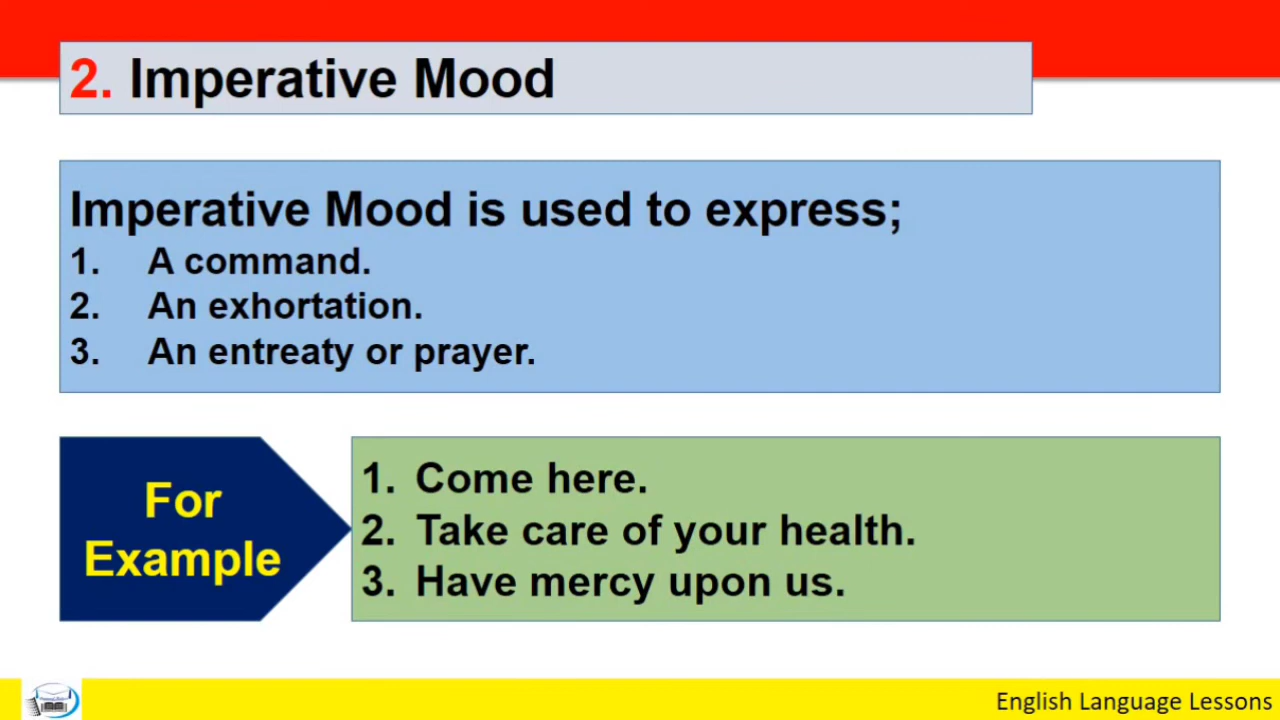 2. Imperative Mood
Imperative Mood is used to express;
1. A command.
2. An exhortation.
3. An entreaty or prayer.
For
Example
1. Come here.
2. Take care of your health.
3. Have mercy upon us.
English Language Lessons